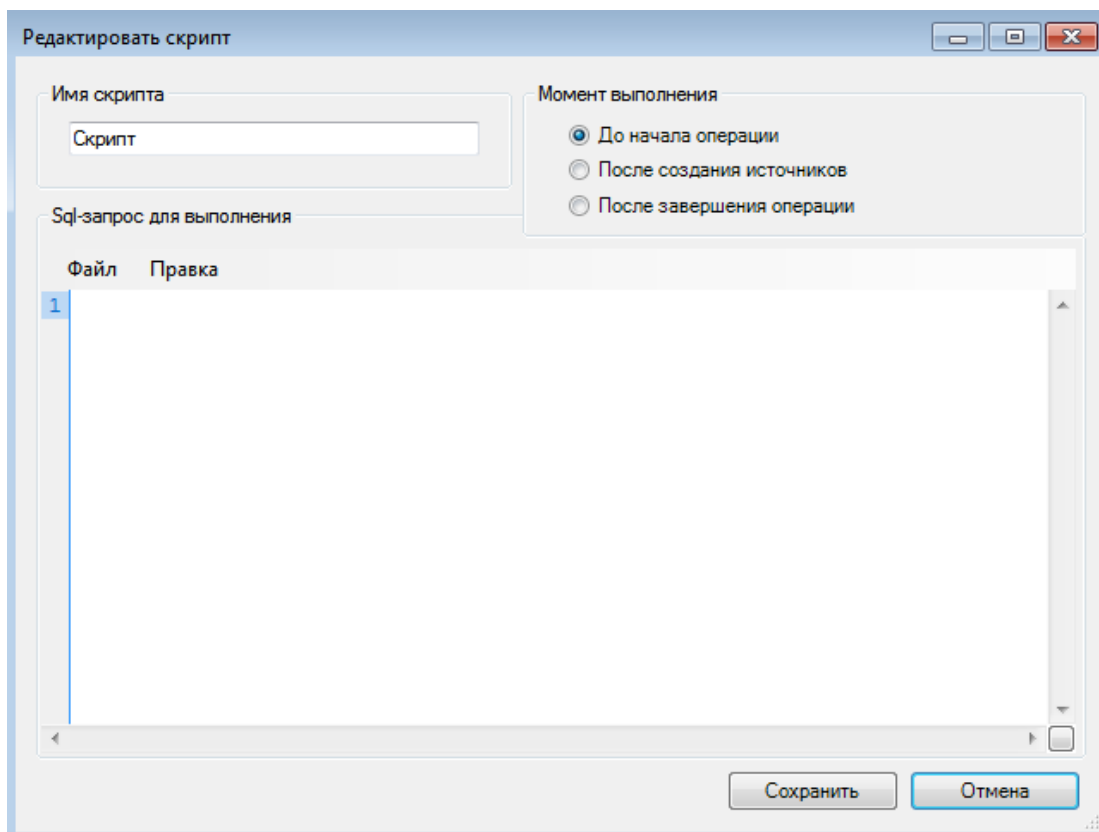 Редактировать скрипт
Имя скрипта
Скрипт
Момент выполнения
До начала операции
После создания источников
После завершения операции
Sql-запрос для выполнения
Файл Правка
1
Сохранить Отмена